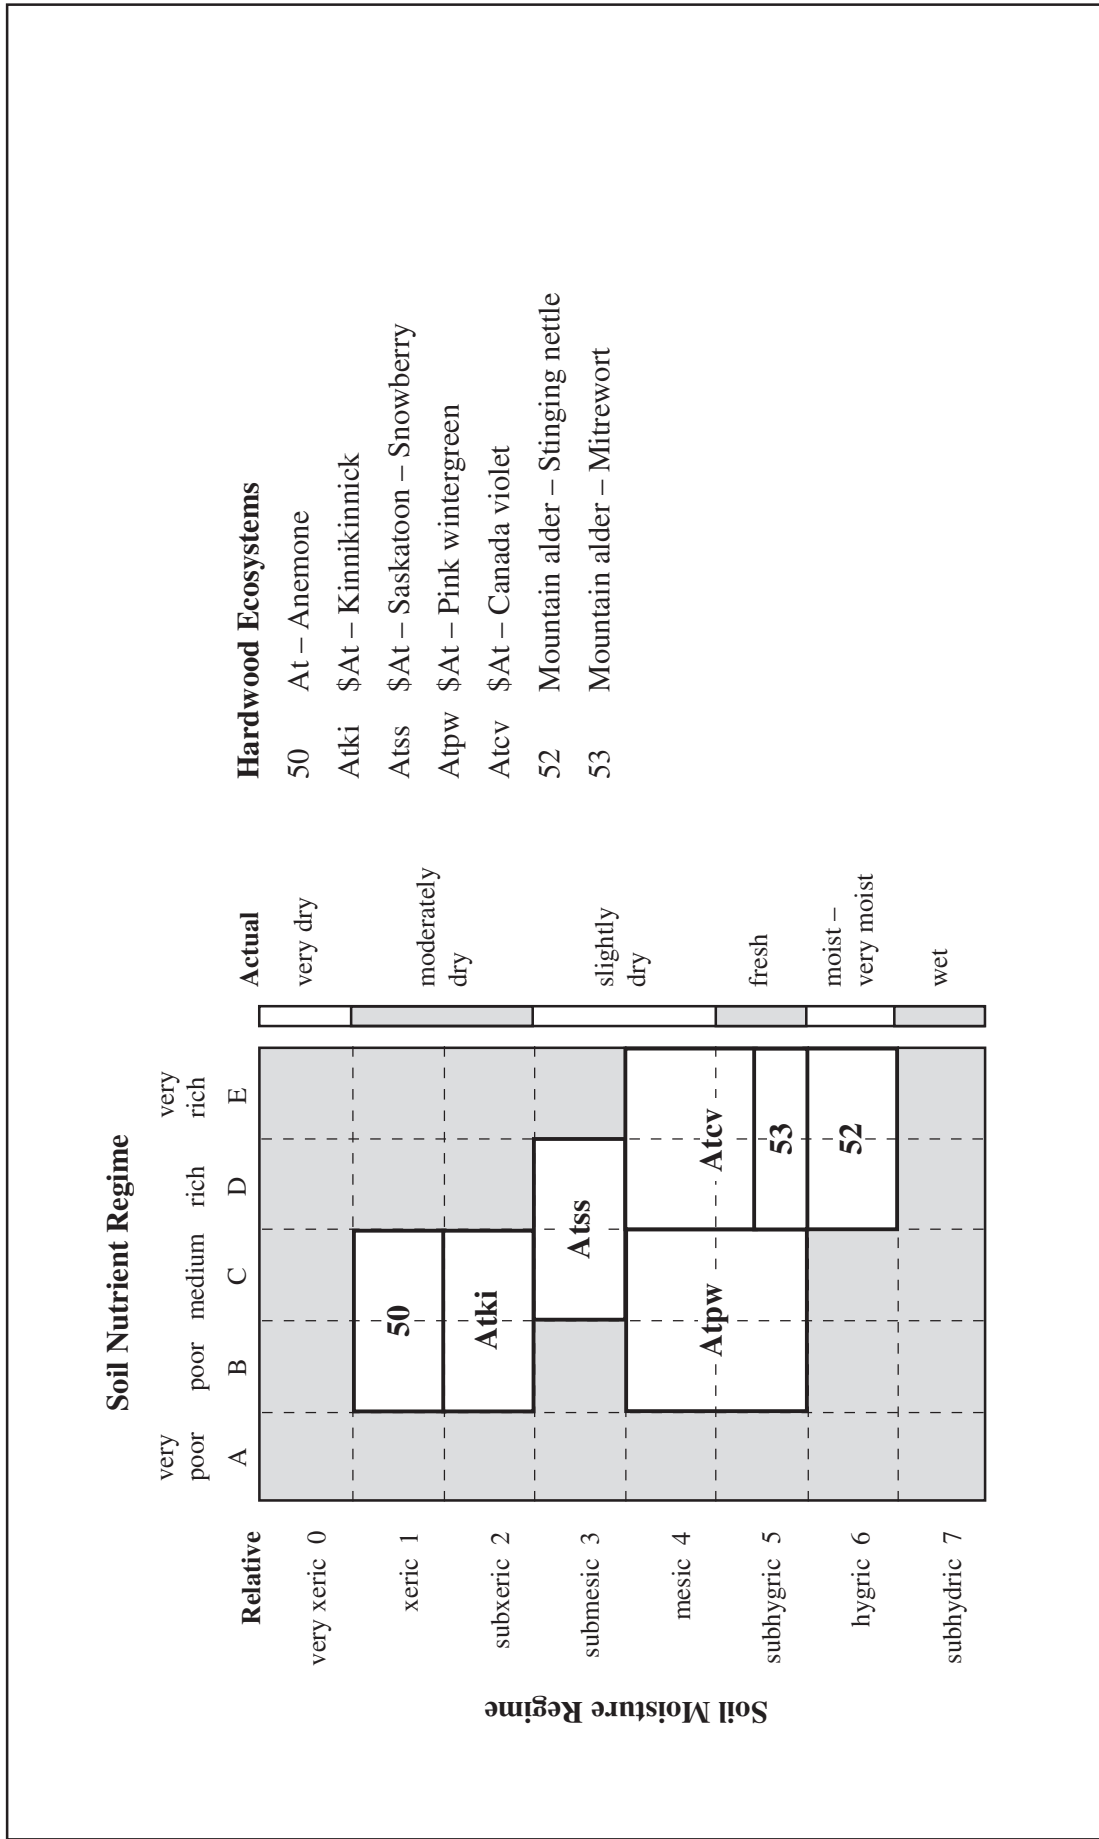 Soil Nutrient Regime
very poor
poor
medium
rich
very rich
Relative
A
B
C
D
E
Actual
Soil Moisture Regime
very xeric 0
xeric 1
subxeric 2
submesic 3
mesic 4
subhygric 5
hygric 6
subhydric 7
50
Atki
Atss
Atpw
Atcv
53
52
very dry
moderately
dry
slightly
dry
fresh
moist –
very moist
wet
Hardwood Ecosystems
50 At – Anemone
Atki $At – Kinnikinnick
Atss $At – Saskatoon – Snowberry
Atpw $At – Pink wintergreen
Atcv $At – Canada violet
52 Mountain alder – Stinging nettle
53 Mountain alder – Mitrewort